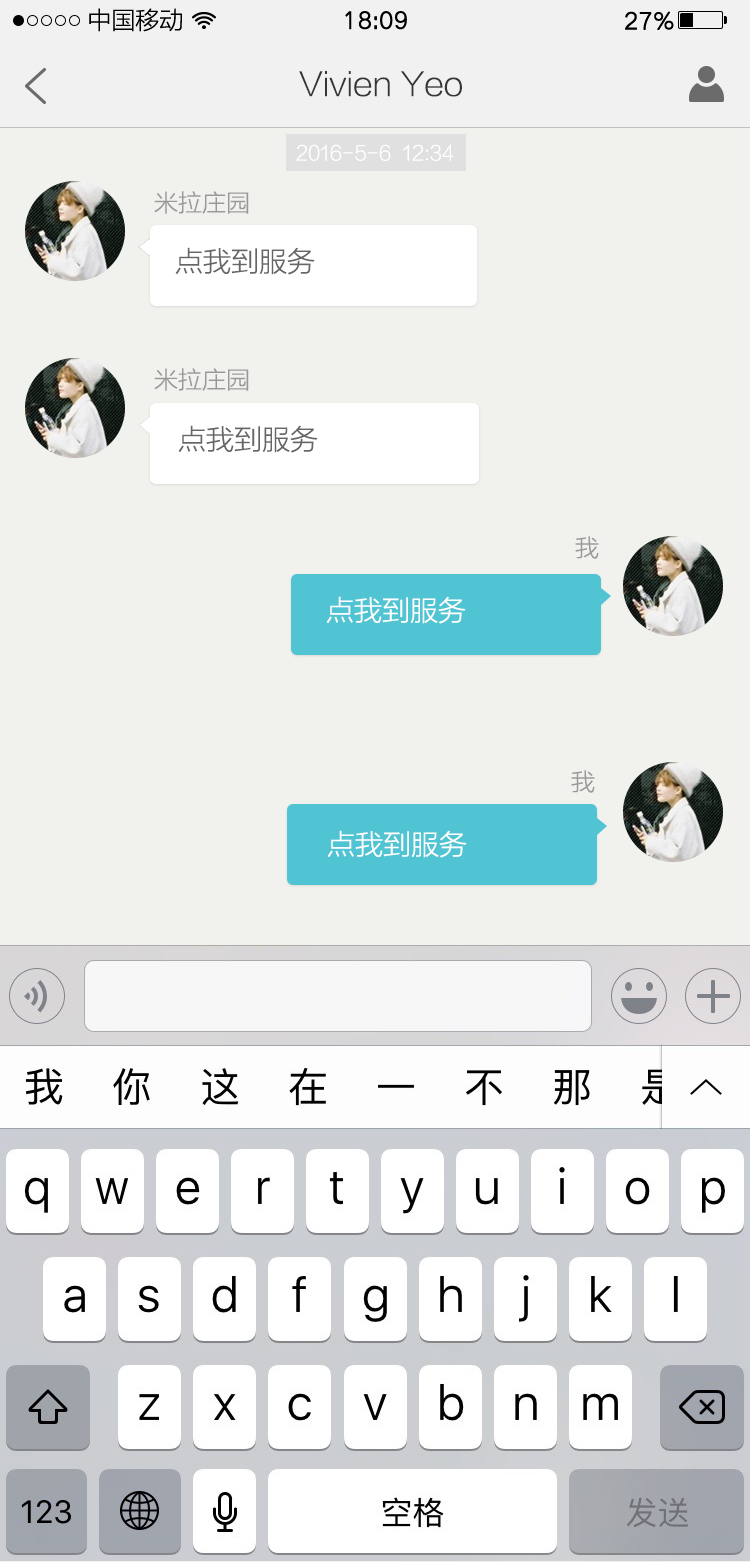 中国移动 18:09 27%
Vivien Yeo
2016-5-6 12:34
米拉庄园
点我到服务
米拉庄园
点我到服务
我
点我到服务
我
点我到服务
我 你 这 在 一 不 那 是
q w e r t y u i o p
a s d f g h j k l
z x c v b n m
123 空格 发送